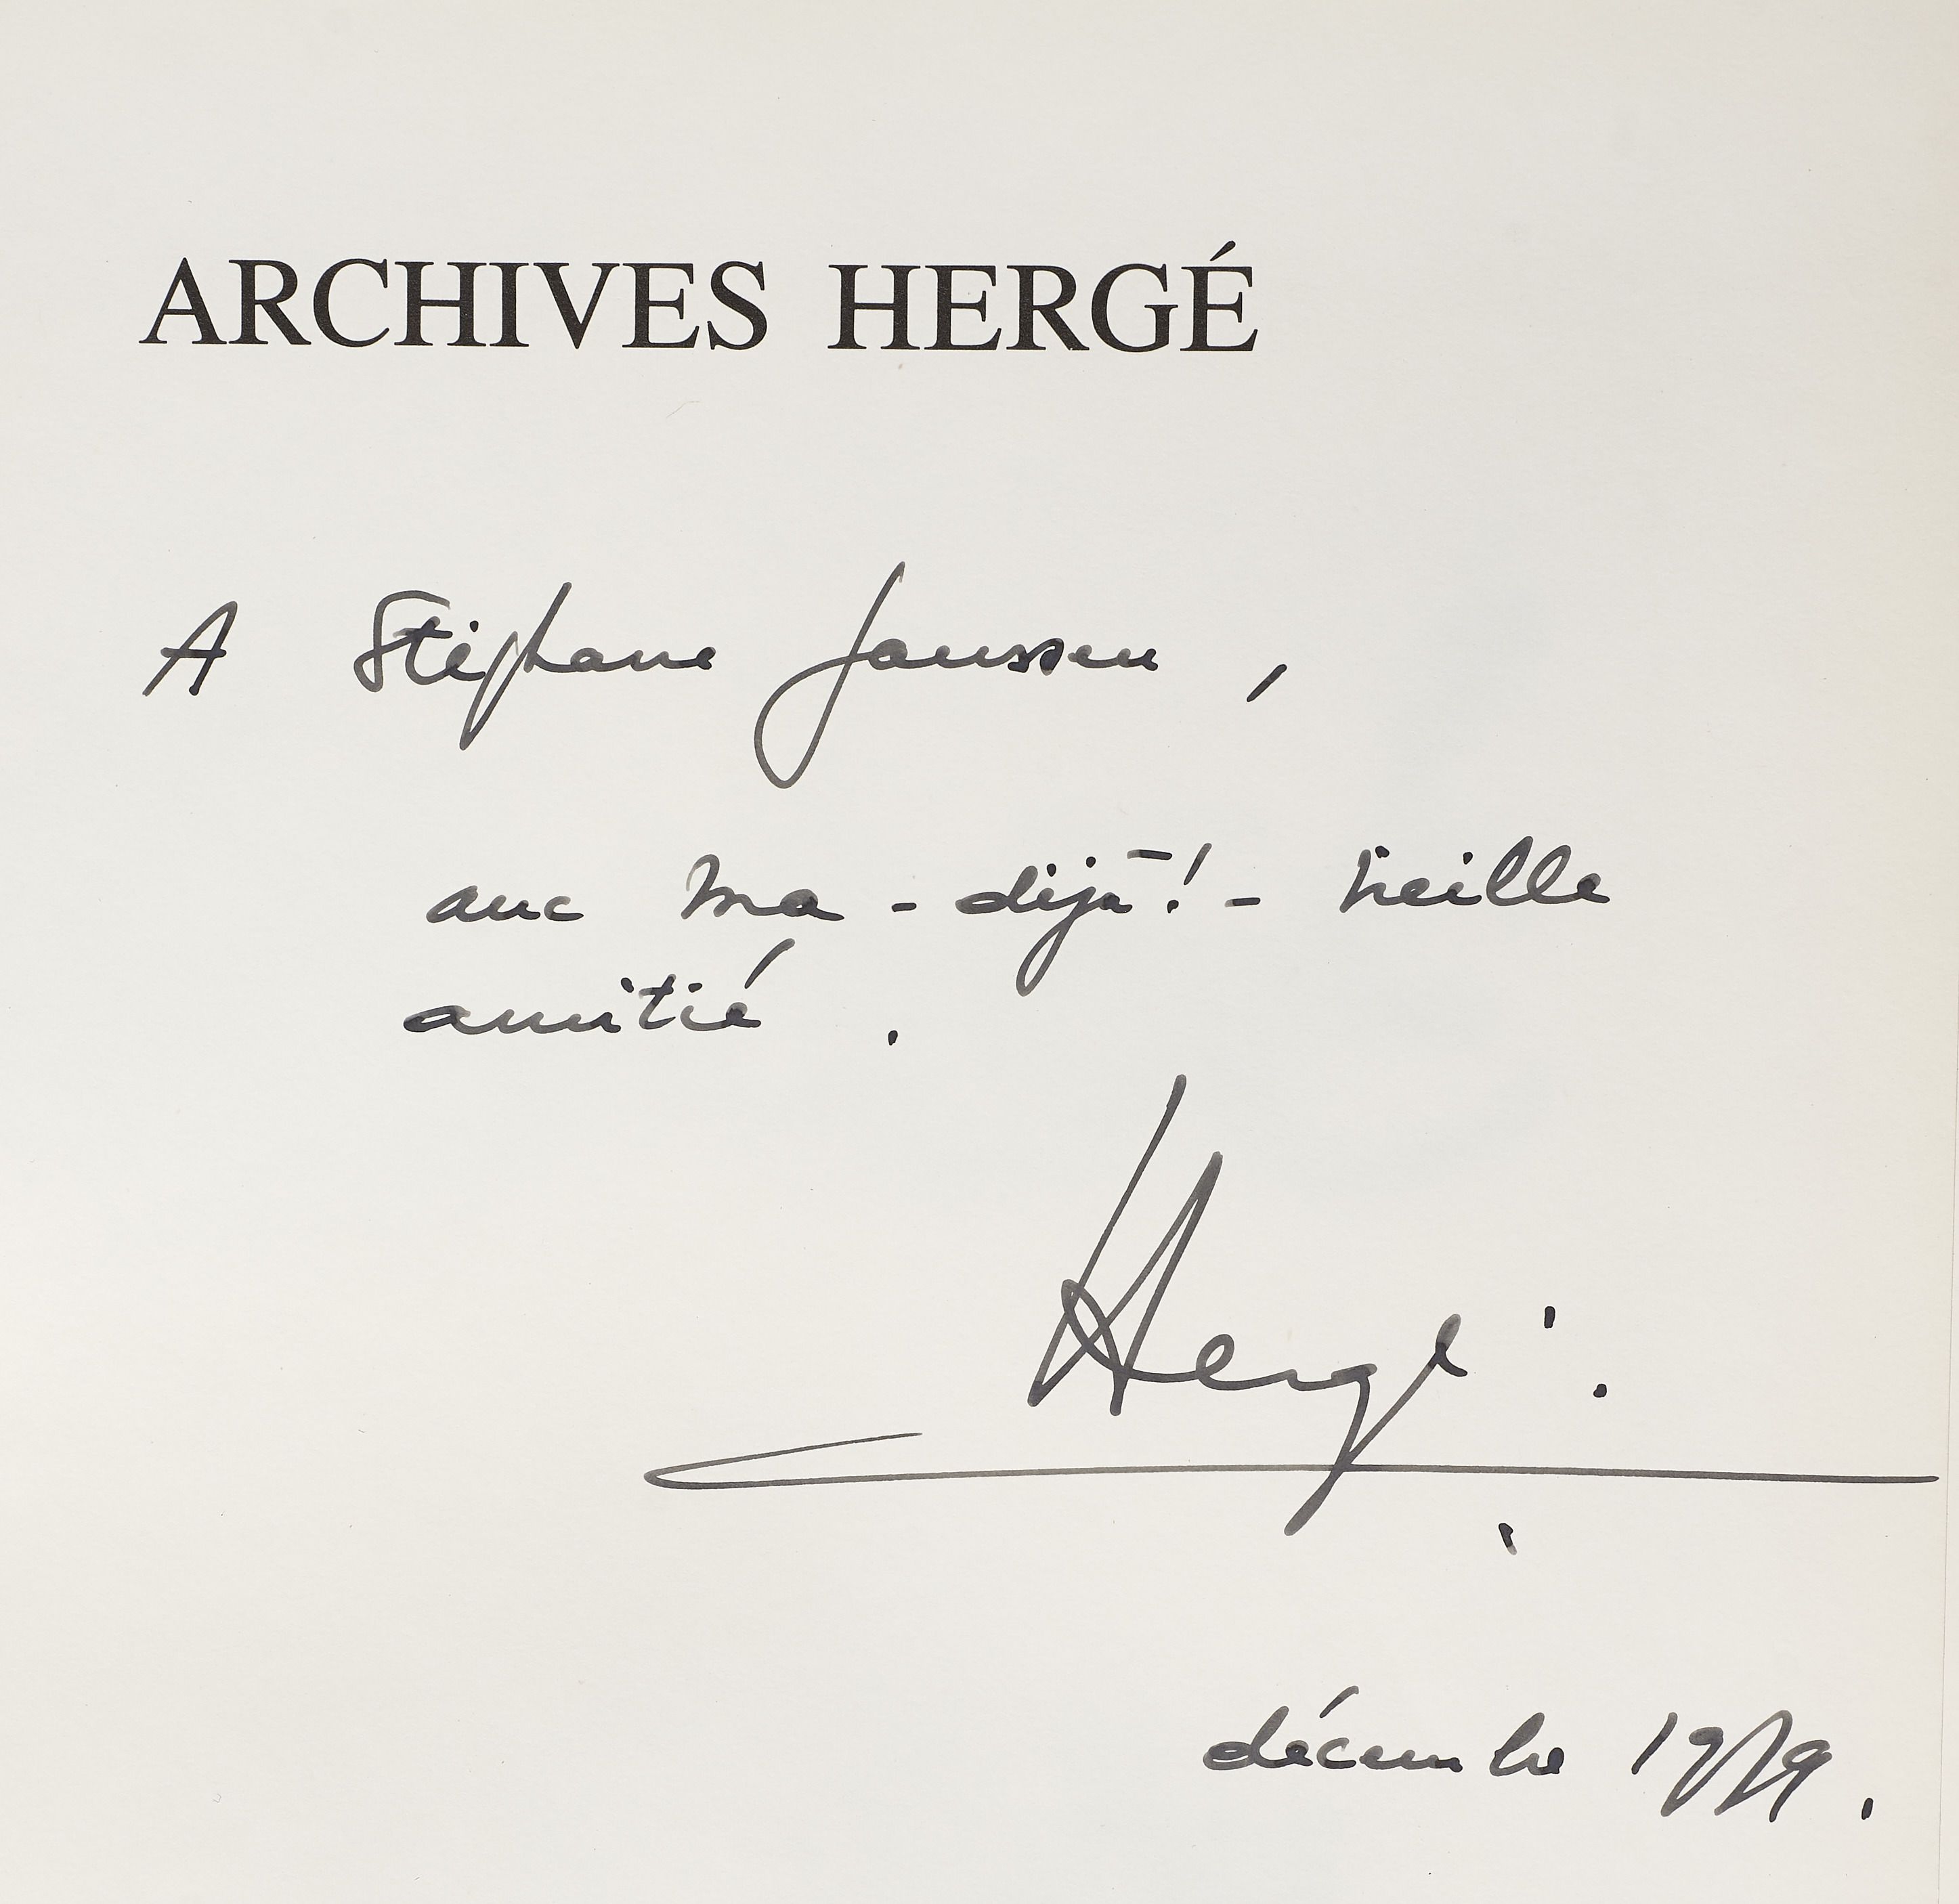 ARCHIVES HERGÉ
A Stéphane Janssen,
avec ma - déjà! - vieille
amitié.
Hergé.
décembre 1979.